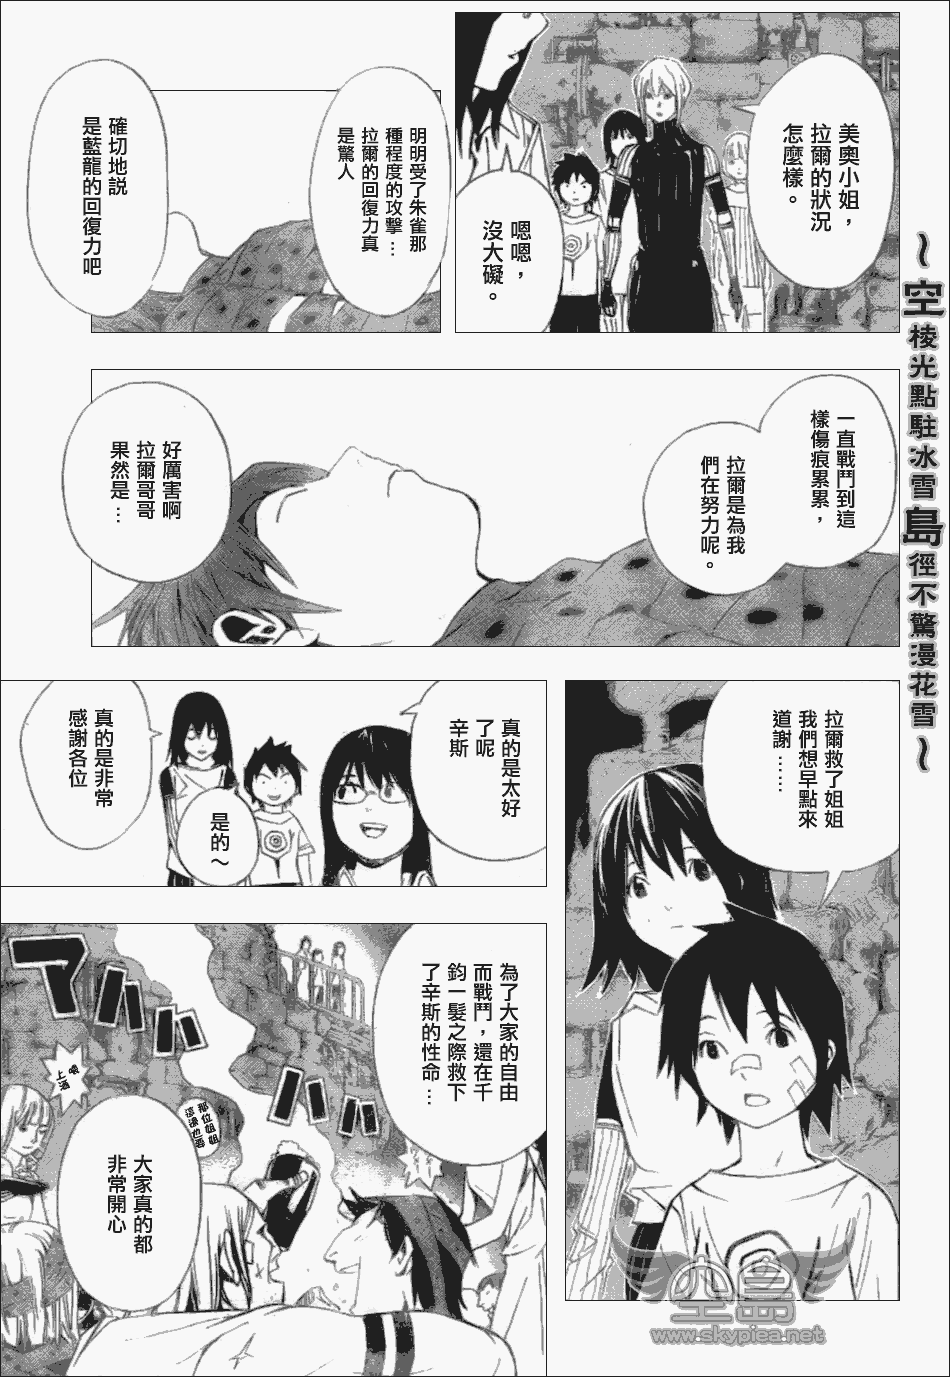 美奧小姐，
拉爾的狀況
怎麼樣。
嗯嗯，
沒大礙。
明明受了朱雀那
種程度的攻擊…
拉爾的回復力真
是驚人
確切地説
是藍龍的回復力吧
一直戰鬥到這
樣傷痕累累，
拉爾是為我
們在努力呢。
好厲害啊
拉爾哥哥
果然是…
拉爾救了姐姐
我們想早點來
道謝……
真的是太好
了呢
辛斯
是的～
真的是非常
感謝各位
為了大家的自由
而戰鬥，還在千
鈞一髮之際救下
了辛斯的性命…
ワハハハ
ハハハ
喂
上酒
那位姐姐
大家真的都
非常開心
～空棱光點駐冰雪島徑不驚漫花雪～
空島
www.skypiea.net